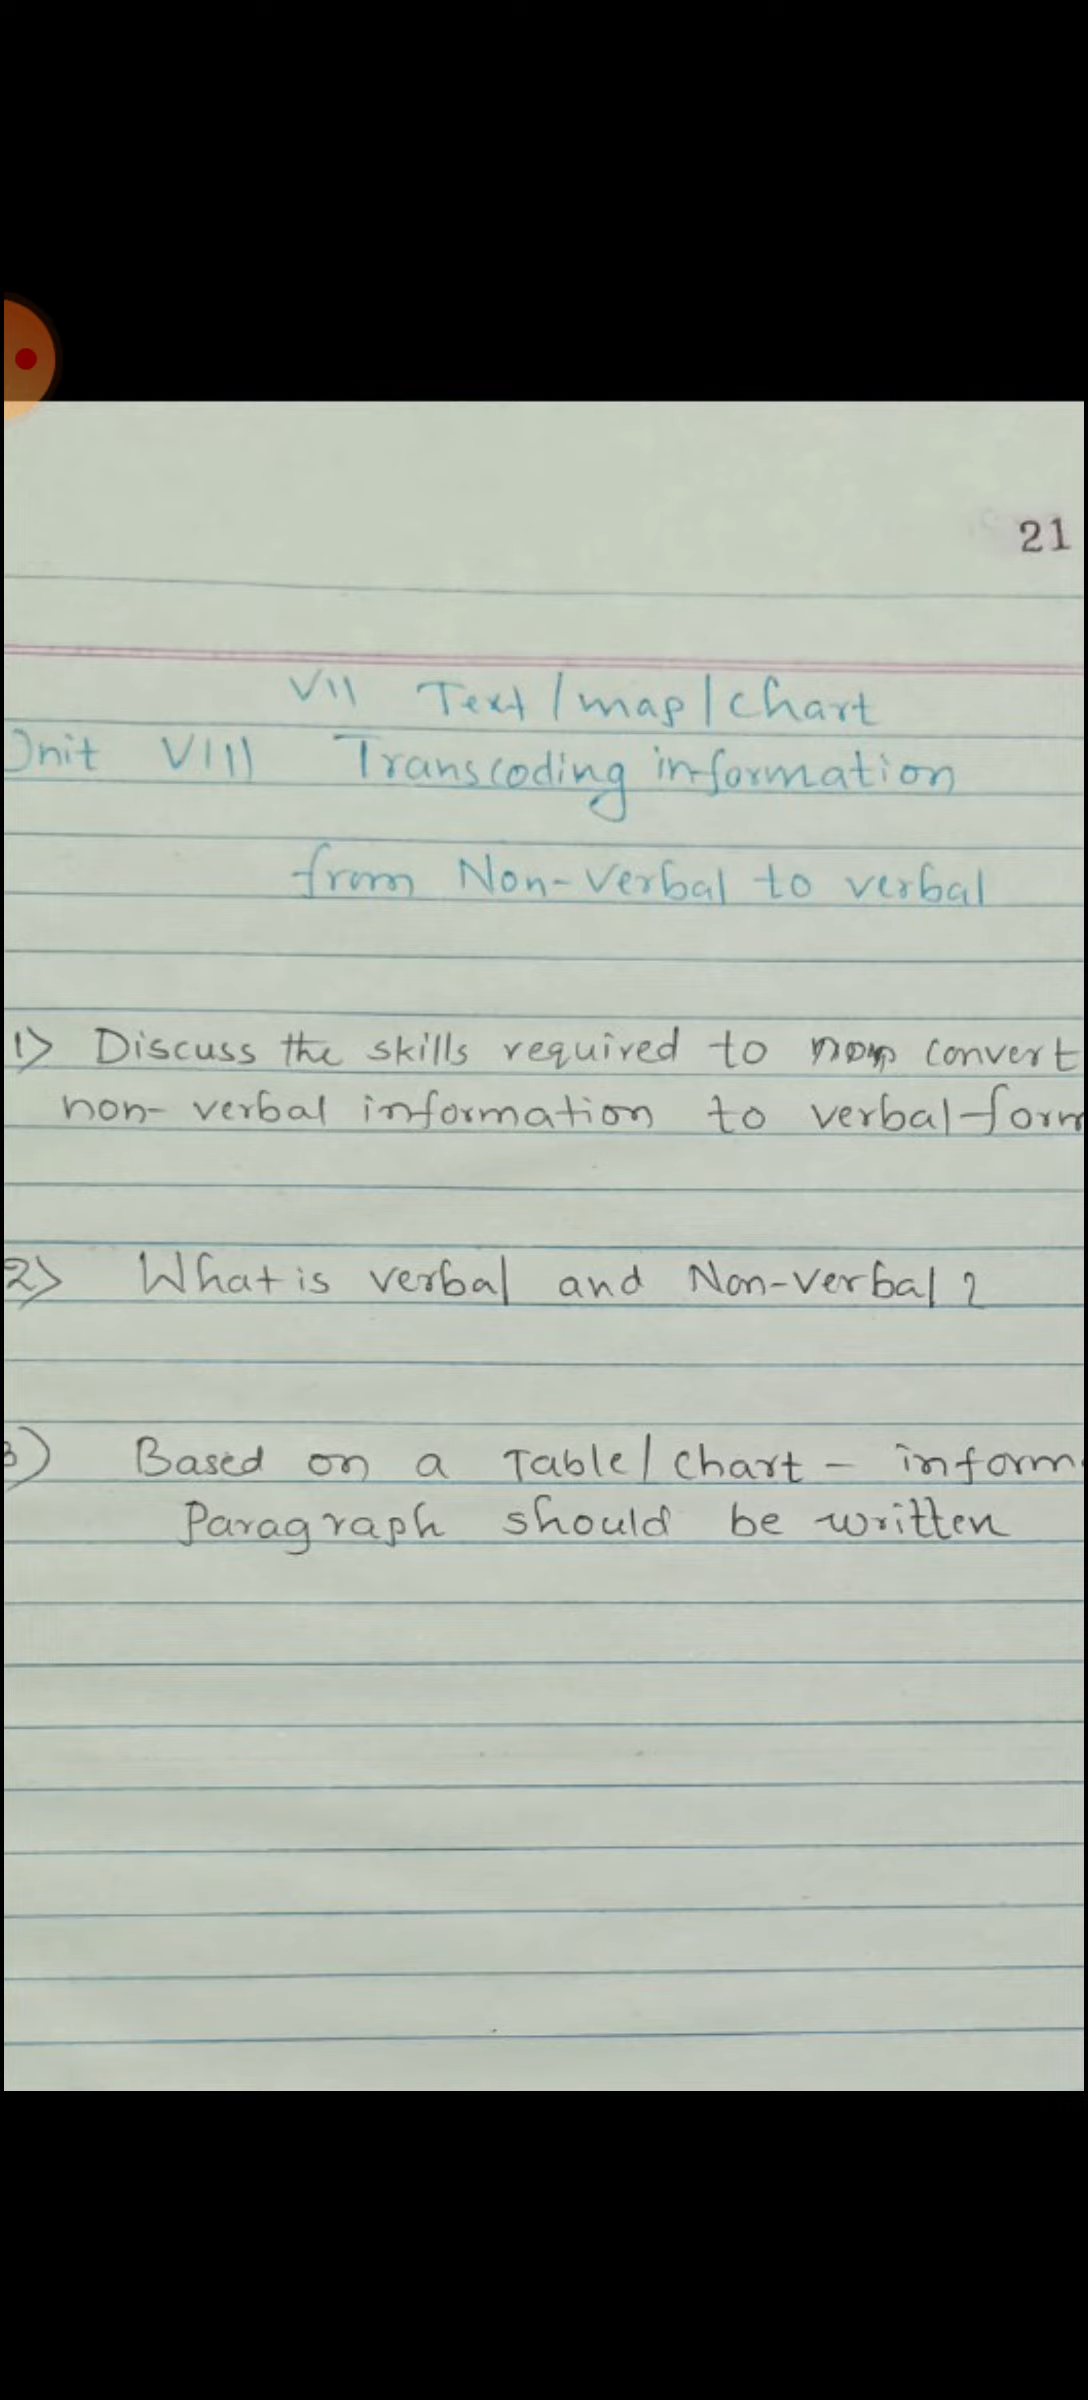 21
VII Text/map/chart
Unit VIII Transcoding information
from Non-Verbal to verbal
1) Discuss the skills required to convert
non-verbal information to verbal form
2) What is verbal and Non-verbal?
3) Based on a Table/chart - inform
Paragraph should be written